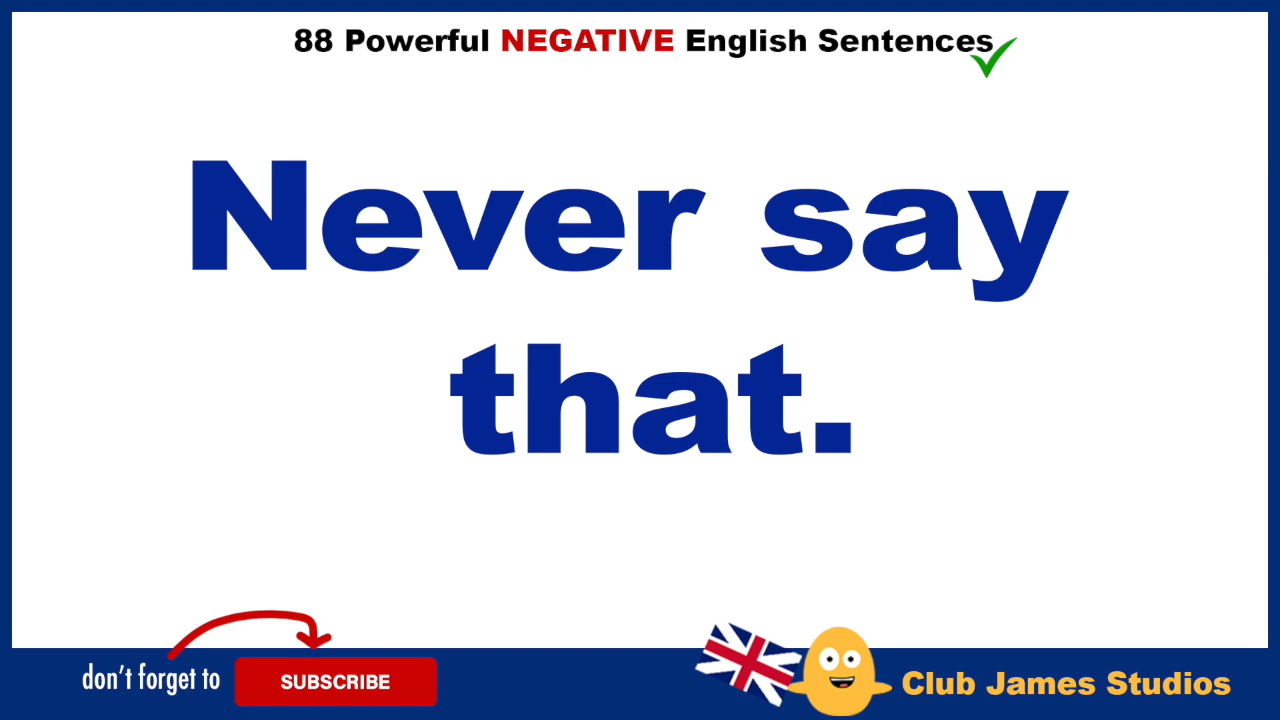 88 Powerful NEGATIVE English Sentences
Never say
that.
don't forget to
SUBSCRIBE
Club James Studios